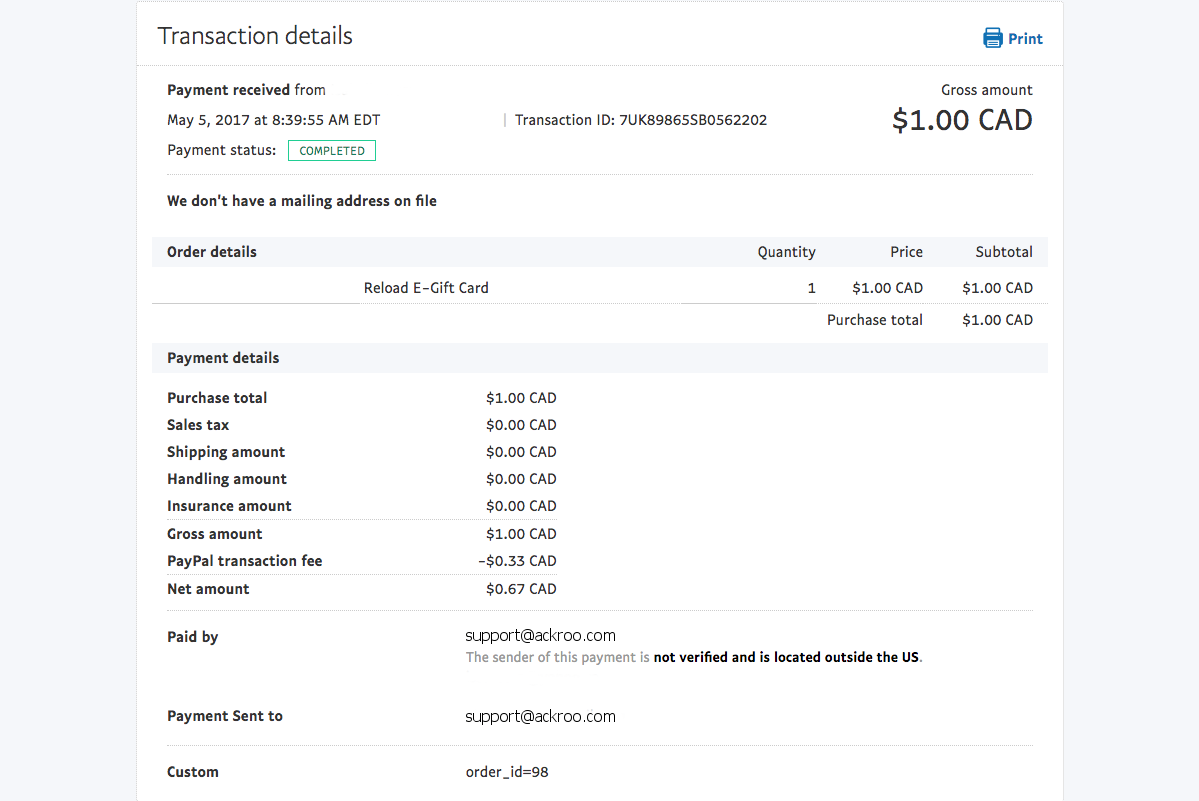 Transaction details
Print
Payment received from
Gross amount
May 5, 2017 at 8:39:55 AM EDT | Transaction ID: 7UK89865SB0562202
$1.00 CAD
Payment status: COMPLETED
We don't have a mailing address on file
Order details Quantity Price Subtotal
Reload E-Gift Card 1 $1.00 CAD $1.00 CAD
Purchase total $1.00 CAD
Payment details
Purchase total $1.00 CAD
Sales tax $0.00 CAD
Shipping amount $0.00 CAD
Handling amount $0.00 CAD
Insurance amount $0.00 CAD
Gross amount $1.00 CAD
PayPal transaction fee -$0.33 CAD
Net amount $0.67 CAD
Paid by support@ackroo.com
The sender of this payment is not verified and is located outside the US.
Payment Sent to support@ackroo.com
Custom order_id=98